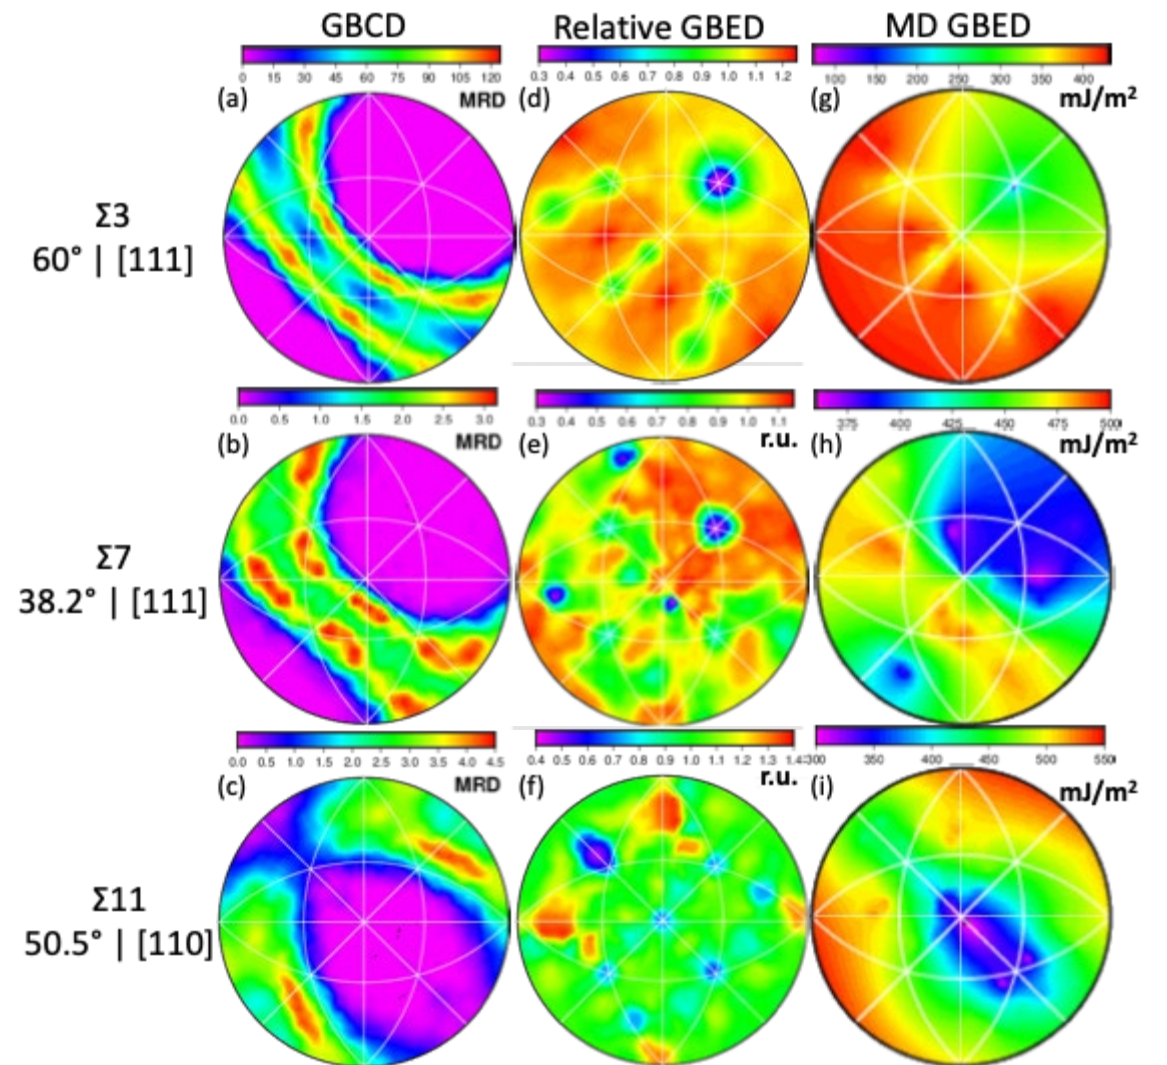 GBCD Relative GBED MD GBED
0 15 30 45 60 75 90 105 120
0.3 0.4 0.5 0.6 0.7 0.8 0.9 1.0 1.1 1.2
100 150 200 250 300 350 400
(a) MRD (d) (g) mJ/m²
Σ3
60° | [111]
0.0 0.5 1.0 1.5 2.0 2.5 3.0
0.3 0.4 0.5 0.6 0.7 0.8 0.9 1.0 1.1
375 400 425 450 475 500
(b) MRD (e) r.u. (h) mJ/m²
Σ7
38.2° | [111]
0.0 0.5 1.0 1.5 2.0 2.5 3.0 3.5 4.0 4.5
0.4 0.5 0.6 0.7 0.8 0.9 1.0 1.1 1.2 1.3 1.4
300 350 400 450 500 550
(c) MRD (f) r.u. (i) mJ/m²
Σ11
50.5° | [110]